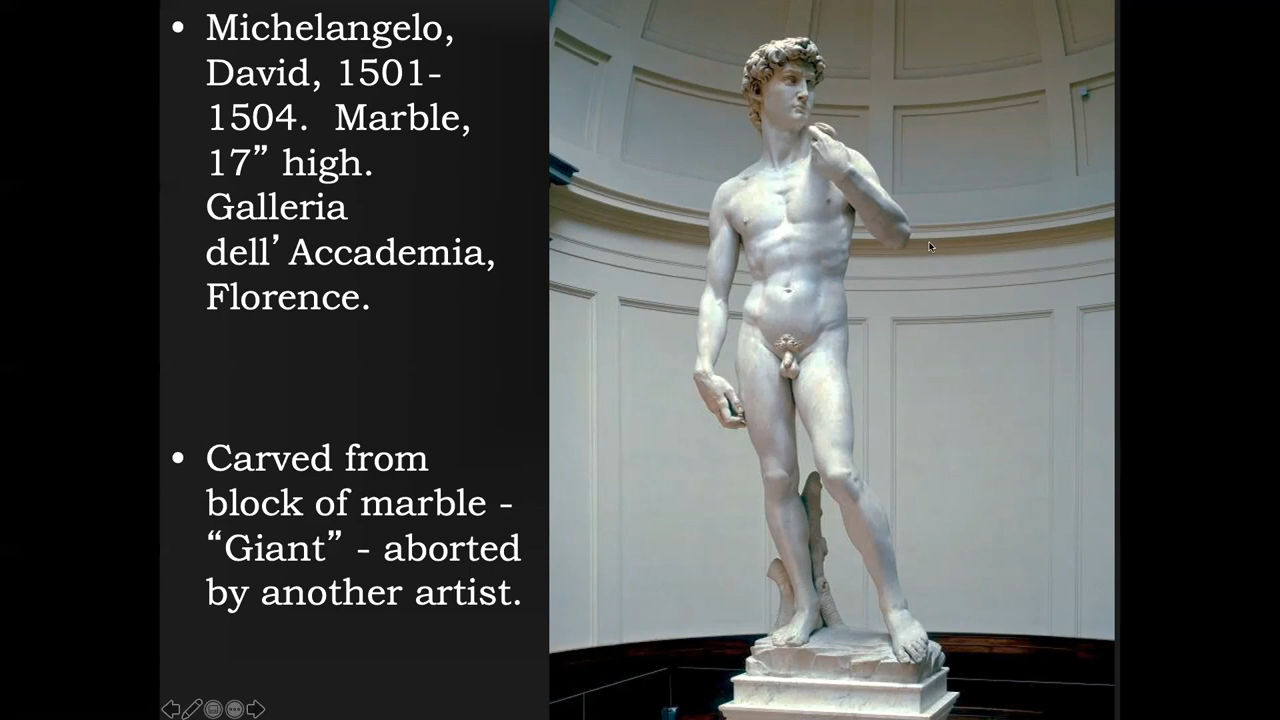 • Michelangelo,
David, 1501-
1504.  Marble,
17” high.
Galleria
dell’ Accademia,
Florence.
• Carved from
block of marble -
“Giant” - aborted
by another artist.